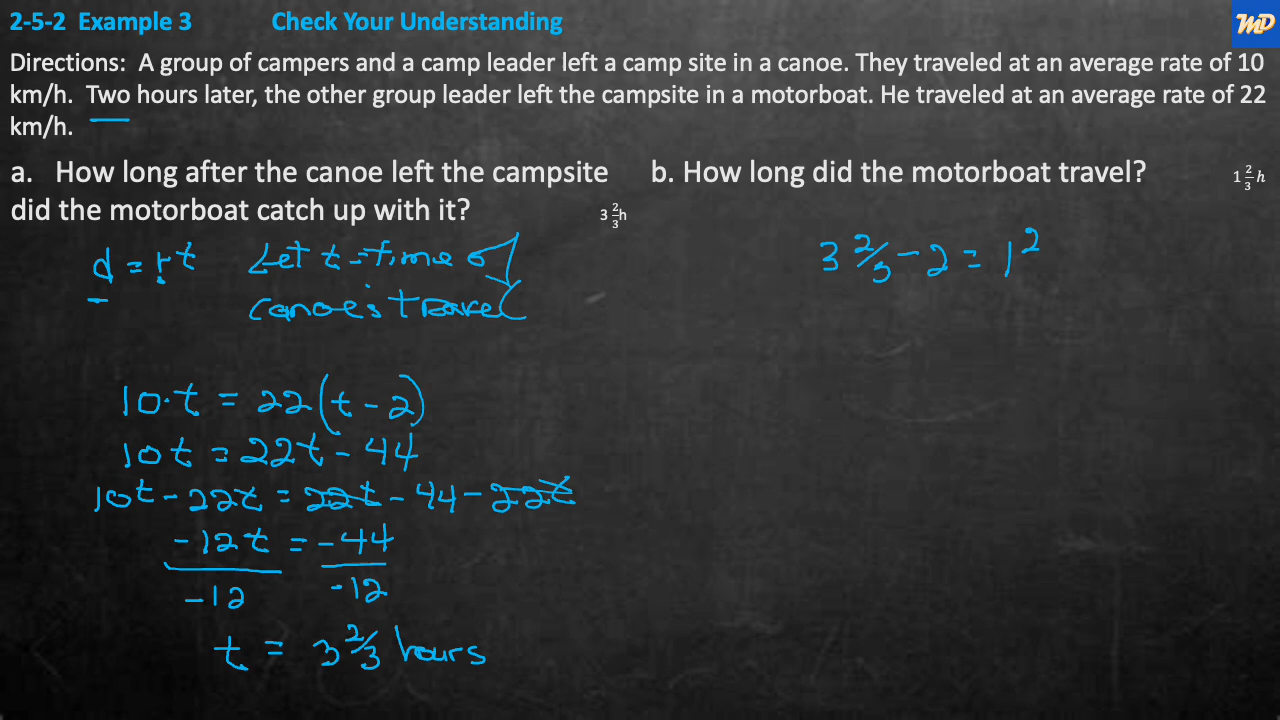 2-5-2 Example 3 Check Your Understanding
MD
Directions: A group of campers and a camp leader left a camp site in a canoe. They traveled at an average rate of 10
km/h. Two hours later, the other group leader left the campsite in a motorboat. He traveled at an average rate of 22
km/h.
a. How long after the canoe left the campsite
did the motorboat catch up with it? 3 2/3 h
d = rt Let t = time of
canoe's travel
10·t = 22(t - 2)
10t = 22t - 44
10t - 22t = 22t - 44 - 22t
-12t = -44
-12 -12
t = 3 2/3 hours
b. How long did the motorboat travel? 1 2/3 h
3 2/3 - 2 = 1 2